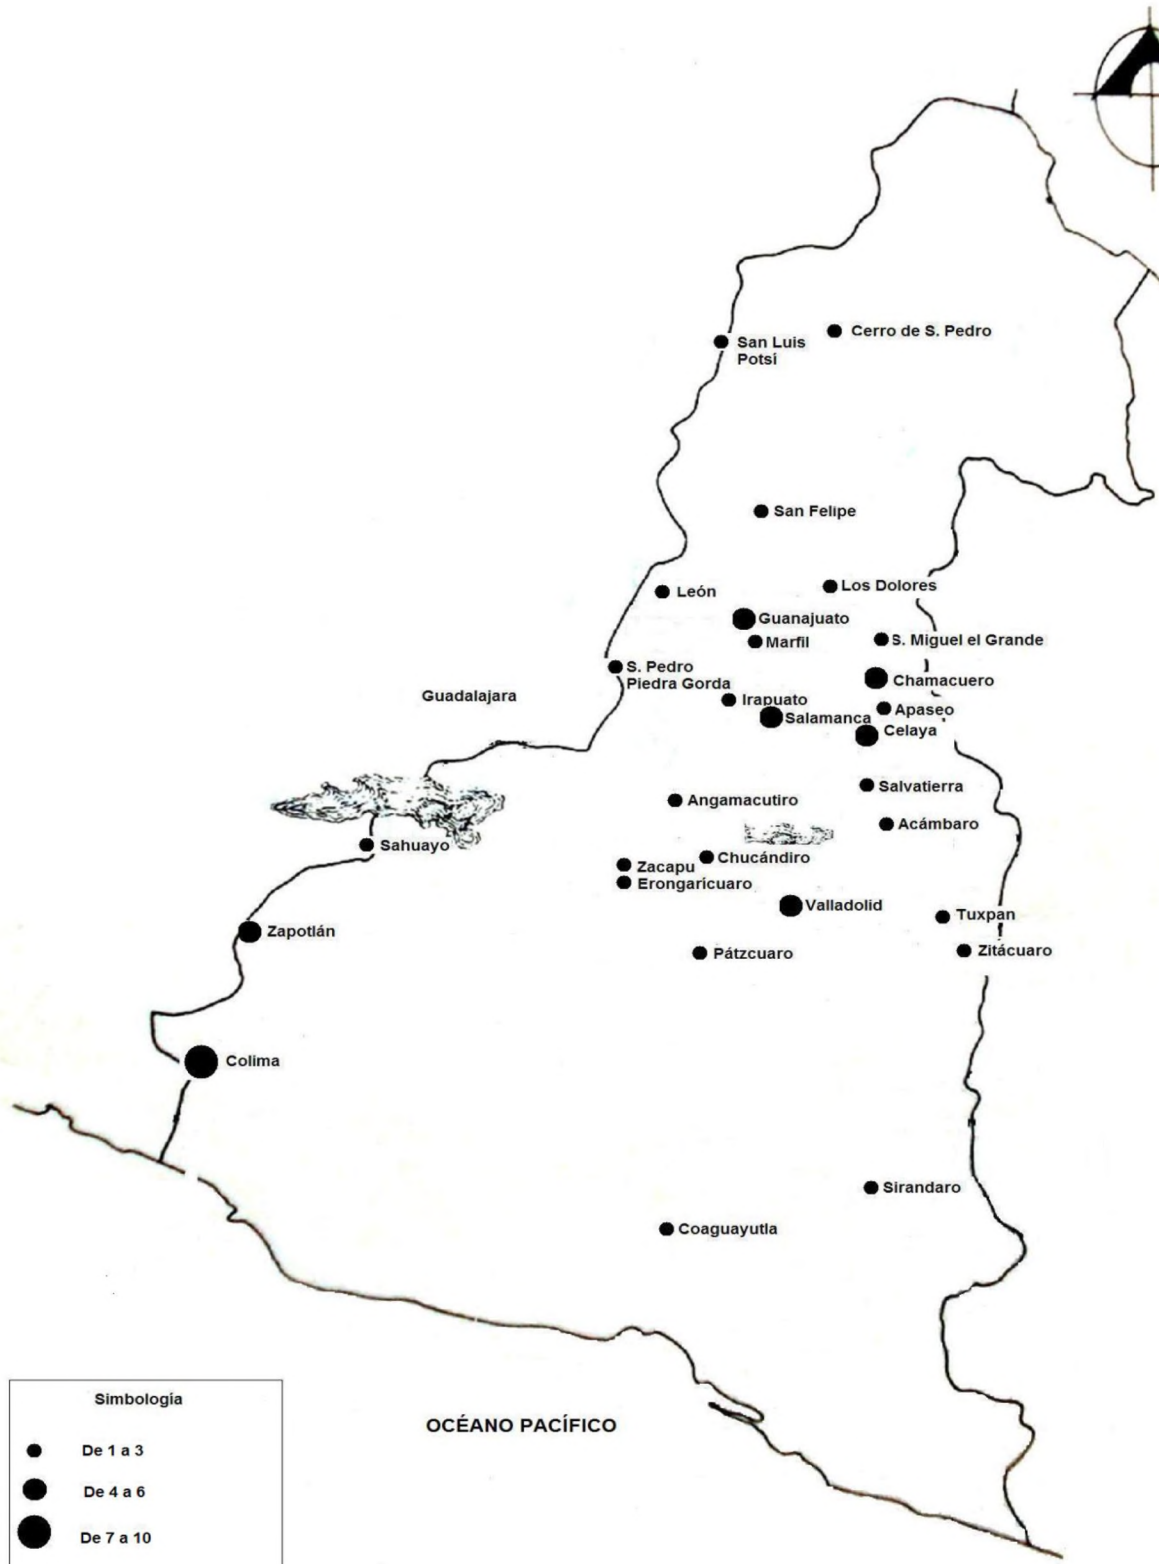 Cerro de S. Pedro
San Luis
Potsí
San Felipe
León
Los Dolores
Guanajuato
Marfil
S. Miguel el Grande
S. Pedro
Piedra Gorda
Chamacuero
Guadalajara
Irapuato
Salamanca
Apaseo
Celaya
Salvatierra
Angamacutiro
Acámbaro
Sahuayo
Chucándiro
Zacapu
Erongarícuaro
Valladolid
Tuxpan
Zapotlán
Pátzcuaro
Zitácuaro
Colima
Sirandaro
Coaguayutla
OCÉANO PACÍFICO
Simbología
De 1 a 3
De 4 a 6
De 7 a 10